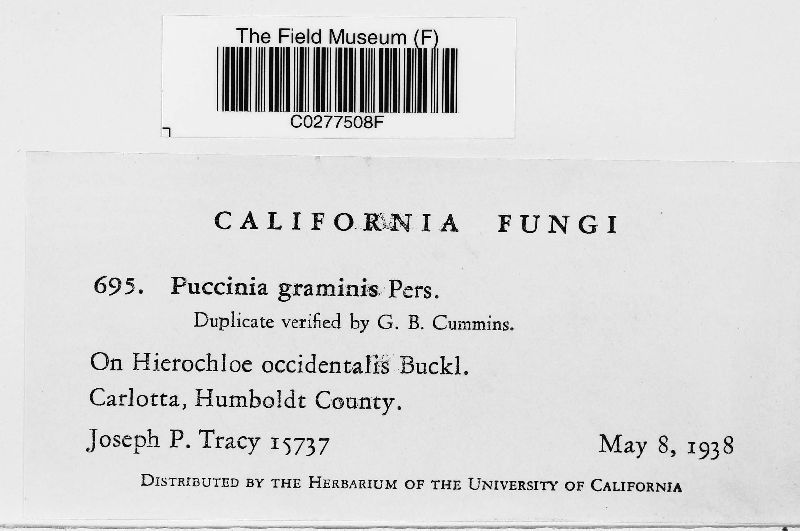 The Field Museum (F)
C0277508F
CALIFORNIA FUNGI
695. Puccinia graminis Pers.
Duplicate verified by G. B. Cummins.
On Hierochloe occidentalis Buckl.
Carlotta, Humboldt County.
Joseph P. Tracy 15737 May 8, 1938
DISTRIBUTED BY THE HERBARIUM OF THE UNIVERSITY OF CALIFORNIA